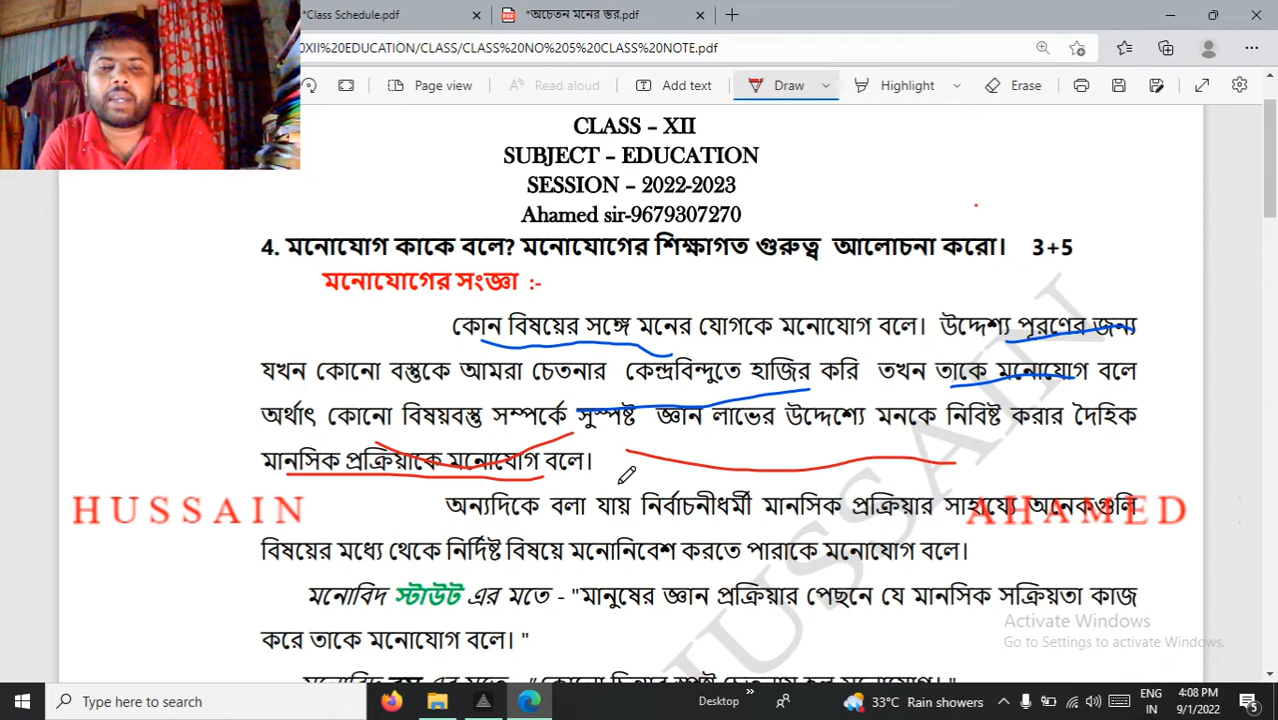 *Class Schedule.pdf
*অচেতন মনের স্তর.pdf
20XII%20EDUCATION/CLASS/CLASS%20NO%205%20CLASS%20NOTE.pdf
Page view
Read aloud
Add text
Draw
Highlight
Erase
CLASS – XII
SUBJECT – EDUCATION
SESSION – 2022-2023
Ahamed sir-9679307270
4. মনোযোগ কাকে বলে? মনোযোগের শিক্ষাগত গুরুত্ব আলোচনা করো। 3+5
মনোযোগের সংজ্ঞা :-
কোন বিষয়ের সঙ্গে মনের যোগকে মনোযোগ বলে। উদ্দেশ্য পূরণের জন্য
যখন কোনো বস্তুকে আমরা চেতনার কেন্দ্রবিন্দুতে হাজির করি তখন তাকে মনোযোগ বলে
অর্থাৎ কোনো বিষয়বস্তু সম্পর্কে সুস্পষ্ট জ্ঞান লাভের উদ্দেশ্যে মনকে নিবিষ্ট করার দৈহিক
মানসিক প্রক্রিয়াকে মনোযোগ বলে।
HUSSAIN
অন্যদিকে বলা যায় নির্বাচনীধর্মী মানসিক প্রক্রিয়ার সাহায্যে অনেকগুলি
AHAMED
বিষয়ের মধ্যে থেকে নির্দিষ্ট বিষয়ে মনোনিবেশ করতে পারাকে মনোযোগ বলে।
মনোবিদ স্টাউট এর মতে - "মানুষের জ্ঞান প্রক্রিয়ার পেছনে যে মানসিক সক্রিয়তা কাজ
করে তাকে মনোযোগ বলে। "
HUSSAIN
Activate Windows
Go to Settings to activate Windows.
Type here to search
Desktop
33°C Rain showers
ENG
IN
4:08 PM
9/1/2022
5